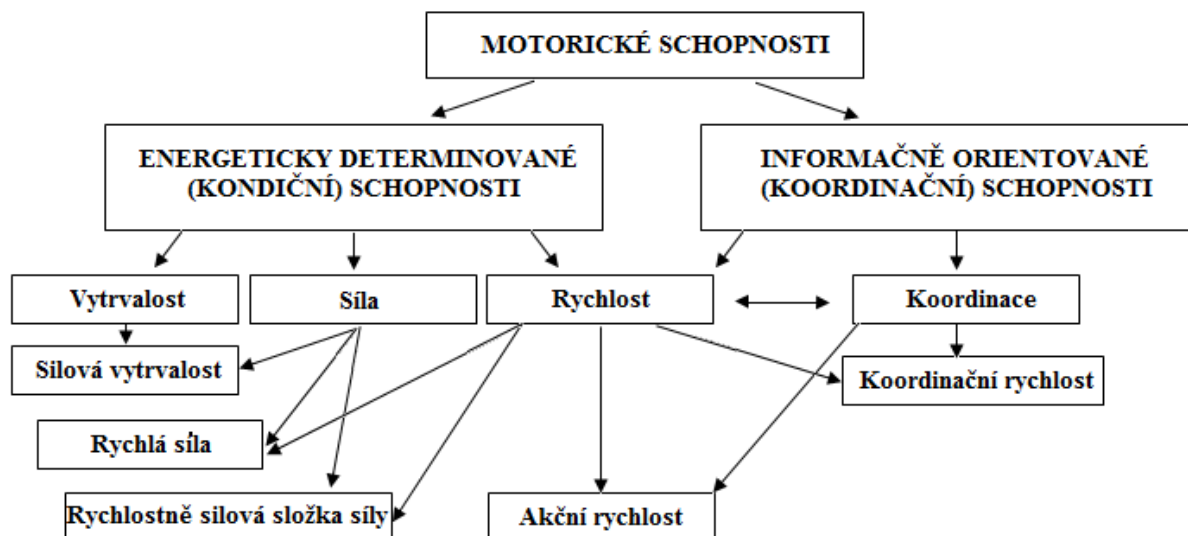 MOTORICKÉ SCHOPNOSTI
ENERGETICKY DETERMINOVANÉ
(KONDIČNÍ) SCHOPNOSTI
INFORMAČNĚ ORIENTOVANÉ
(KOORDINAČNÍ) SCHOPNOSTI
Vytrvalost
Síla
Rychlost
Koordinace
Silová vytrvalost
Koordinační rychlost
Rychlá síla
Rychlostně silová složka síly
Akční rychlost